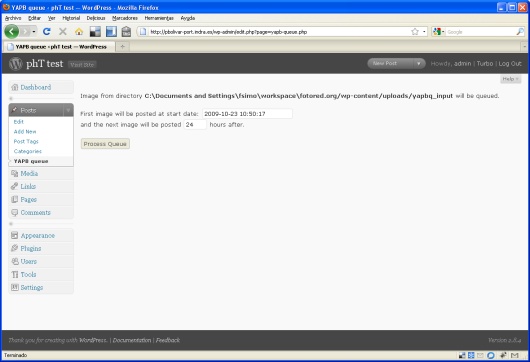 YAPB queue ‹ phT test — WordPress - Mozilla Firefox
Archivo Editar Ver Historial Delicious Marcadores Herramientas Ayuda
http://pbolivar-port.indra.es/wp-admin/edit.php?page=yapb-queue.php
Google
YAPB queue ‹ phT test — WordPress
phT test Visit Site New Post Howdy, admin | Turbo | Log Out
Help
Dashboard
Image from directory C:\Documents and Settings\fsimo\workspace\fotored.org/wp-content/uploads/yapbq_input will be queued.
Posts
First image will be posted at start date: 2009-10-23 10:50:17
Edit
and the next image will be posted 24 hours after.
Add New
Post Tags
Process Queue
Categories
YAPB queue
Media
Links
Pages
Comments
Appearance
Plugins
Users
Tools
Settings
Thank you for creating with WordPress. | Documentation | Feedback
Version 2.8.4
Terminado